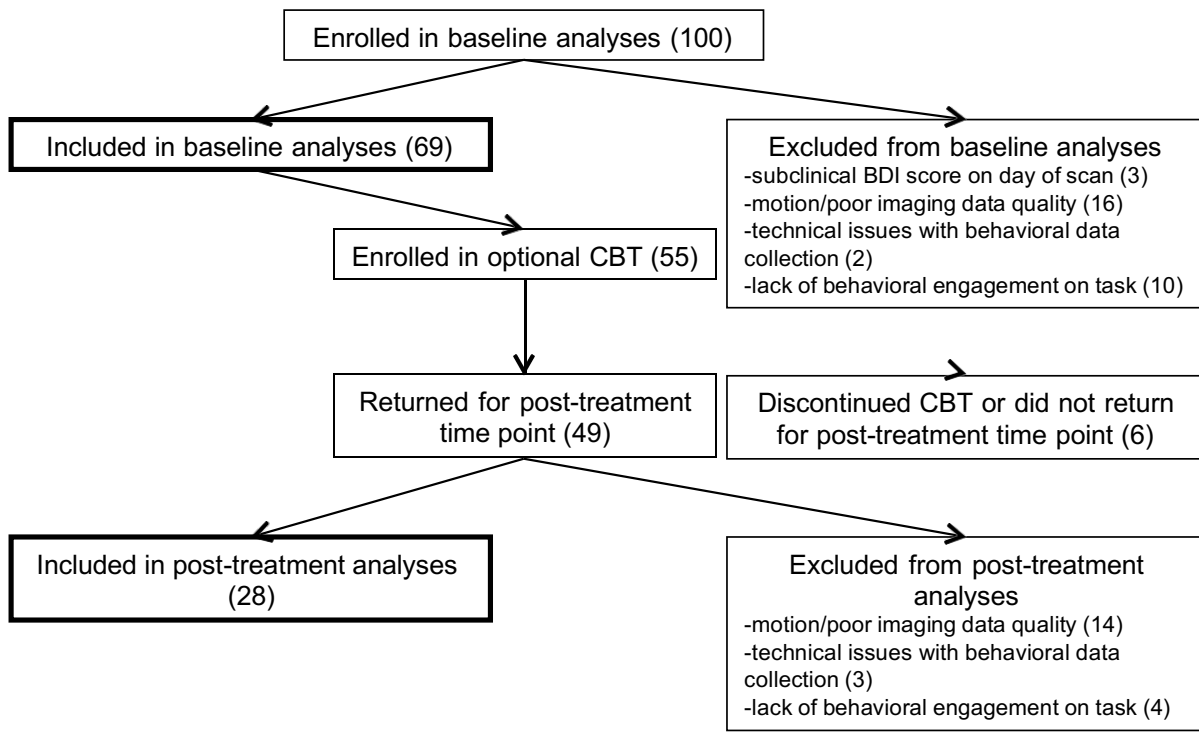 Enrolled in baseline analyses (100)
Included in baseline analyses (69)
Excluded from baseline analyses
-subclinical BDI score on day of scan (3)
-motion/poor imaging data quality (16)
-technical issues with behavioral data
collection (2)
-lack of behavioral engagement on task (10)
Enrolled in optional CBT (55)
Returned for post-treatment
time point (49)
Discontinued CBT or did not return
for post-treatment time point (6)
Included in post-treatment analyses
(28)
Excluded from post-treatment
analyses
-motion/poor imaging data quality (14)
-technical issues with behavioral data
collection (3)
-lack of behavioral engagement on task (4)